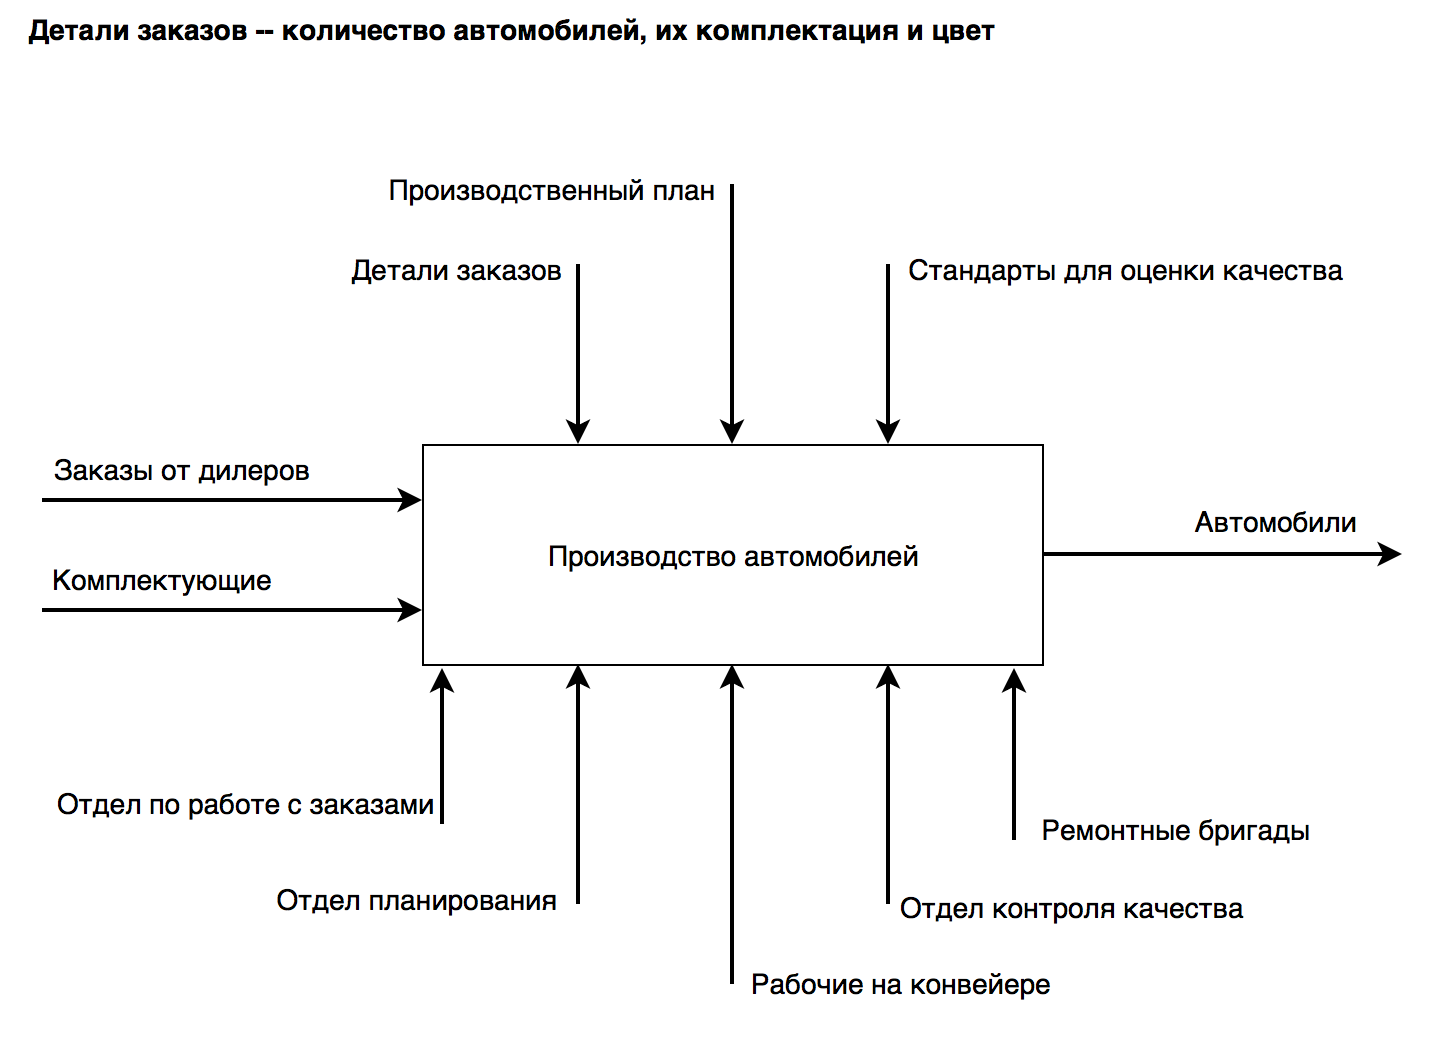 Детали заказов -- количество автомобилей, их комплектация и цвет
Производственный план
Детали заказов
Стандарты для оценки качества
Заказы от дилеров
Автомобили
Производство автомобилей
Комплектующие
Отдел по работе с заказами
Ремонтные бригады
Отдел планирования
Отдел контроля качества
Рабочие на конвейере